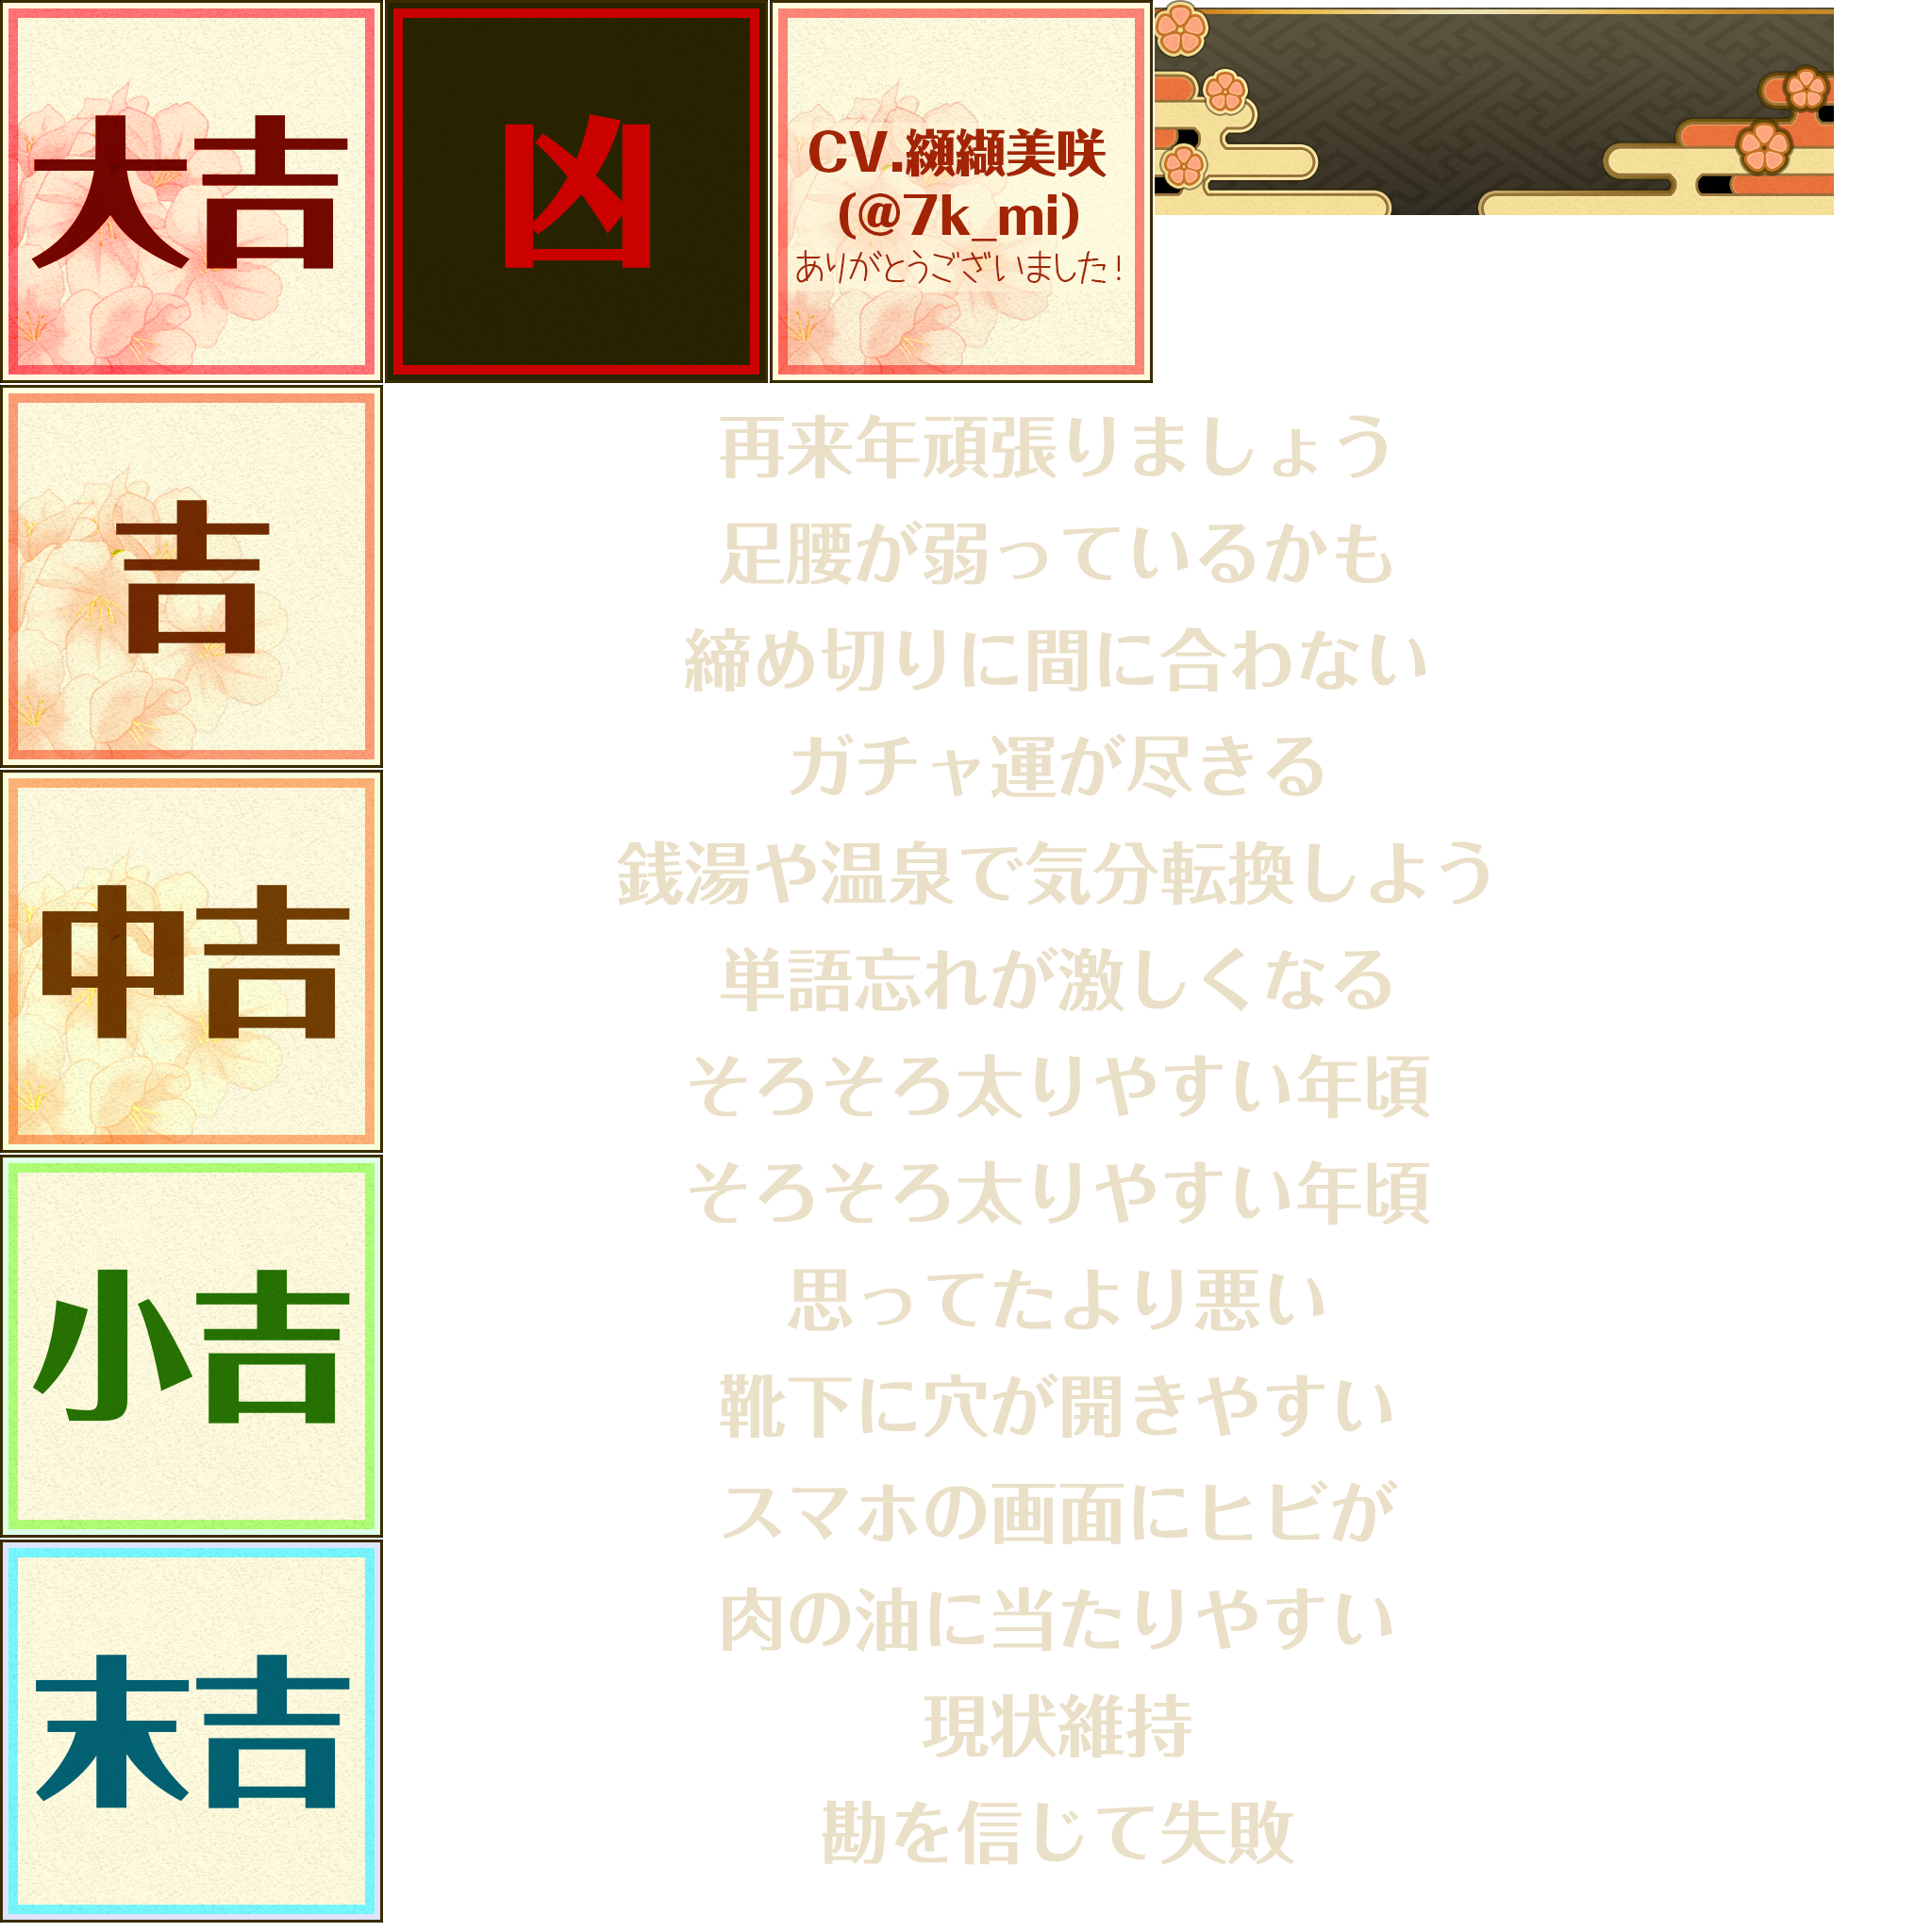 大吉
凶
CV.纐纈美咲
(@7k_mi)
ありがとうございました!
吉
中吉
小吉
末吉
再来年頑張りましょう
足腰が弱っているかも
締め切りに間に合わない
ガチャ運が尽きる
銭湯や温泉で気分転換しよう
単語忘れが激しくなる
そろそろ太りやすい年頃
そろそろ太りやすい年頃
思ってたより悪い
靴下に穴が開きやすい
スマホの画面にヒビが
肉の油に当たりやすい
現状維持
勘を信じて失敗